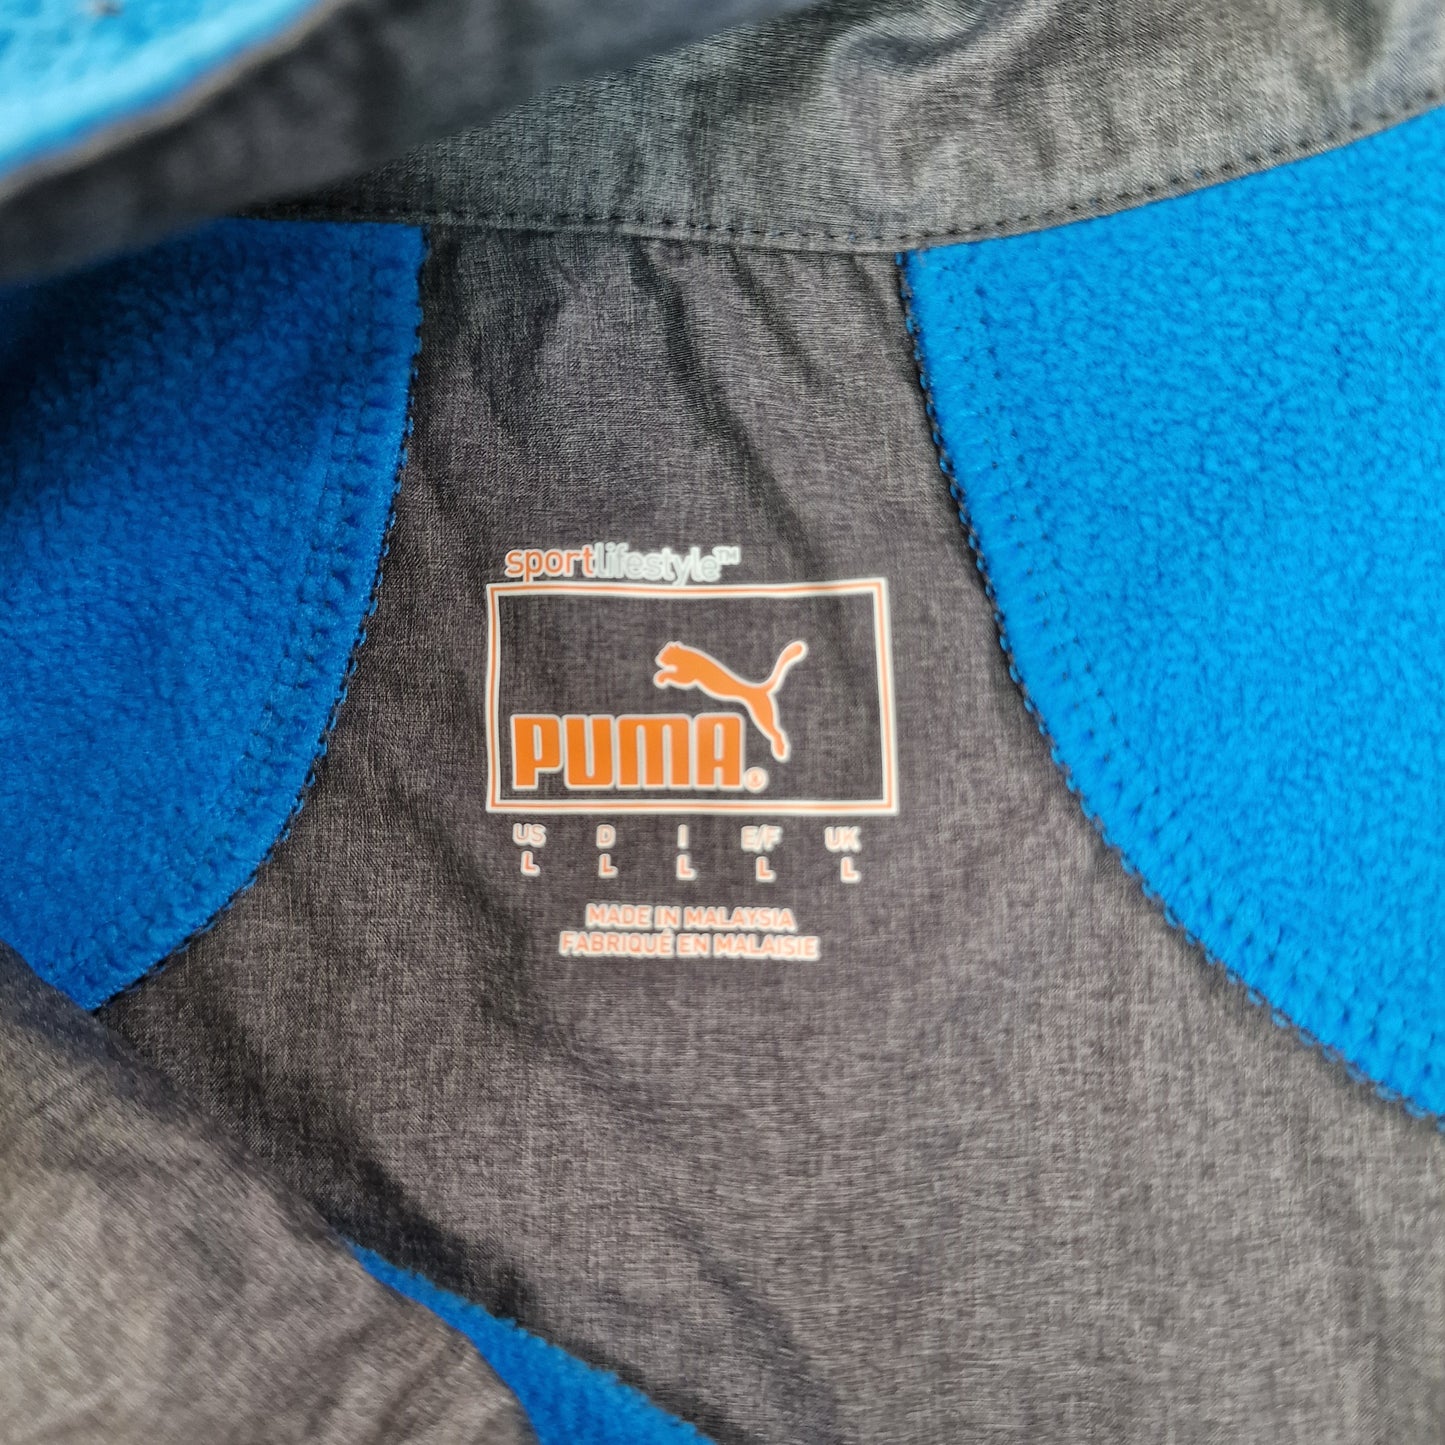 sportlifestyle™
PUMA®
US D I E/F UK
L L L L L
MADE IN MALAYSIA
FABRIQUÉ EN MALAISIE